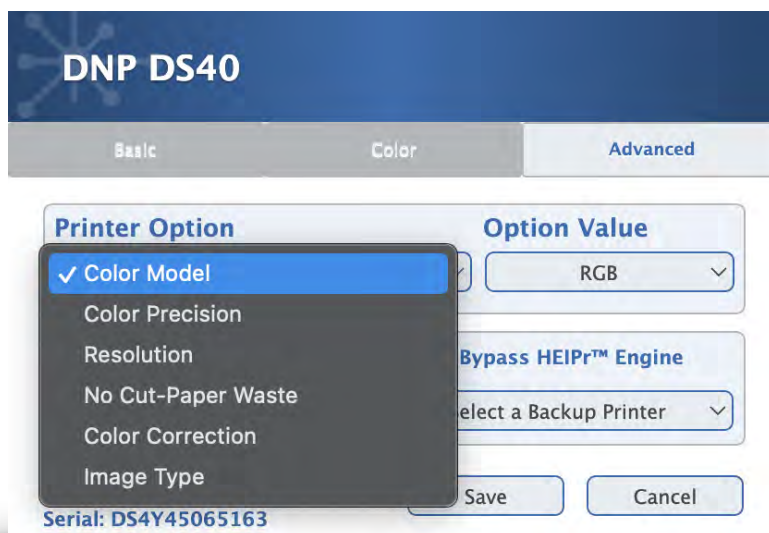 DNP DS40
Basic Color Advanced
Printer Option Option Value
✓ Color Model RGB
Color Precision
Resolution Bypass HEIPr™ Engine
No Cut-Paper Waste
elect a Backup Printer
Color Correction
Image Type
Save Cancel
Serial: DS4Y45065163